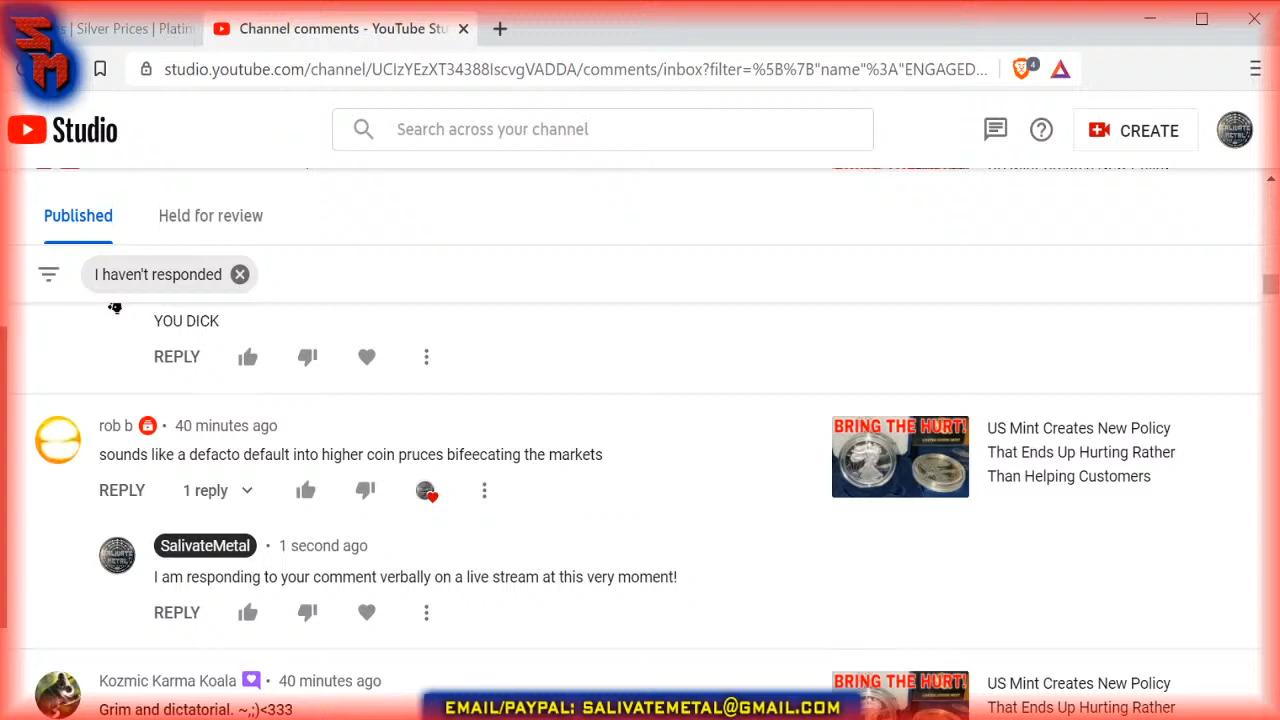 SM
s | Silver Prices | Platin
Channel comments - YouTube Stu
studio.youtube.com/channel/UCIzYEzXT34388IscvgVADDA/comments/inbox?filter=%5B%7B"name"%3A"ENGAGED...
4
Studio
Search across your channel
CREATE
Published
Held for review
I haven't responded
YOU DICK
REPLY
rob b • 40 minutes ago
sounds like a defacto default into higher coin pruces bifeecating the markets
REPLY 1 reply
BRING THE HURT!
US Mint Creates New Policy
That Ends Up Hurting Rather
Than Helping Customers
SalivateMetal • 1 second ago
I am responding to your comment verbally on a live stream at this very moment!
REPLY
Kozmic Karma Koala • 40 minutes ago
Grim and dictatorial. ~;;)<333
BRING THE HURT!
US Mint Creates New Policy
That Ends Up Hurting Rather
EMAIL/PAYPAL: SALIVATEMETAL@GMAIL.COM